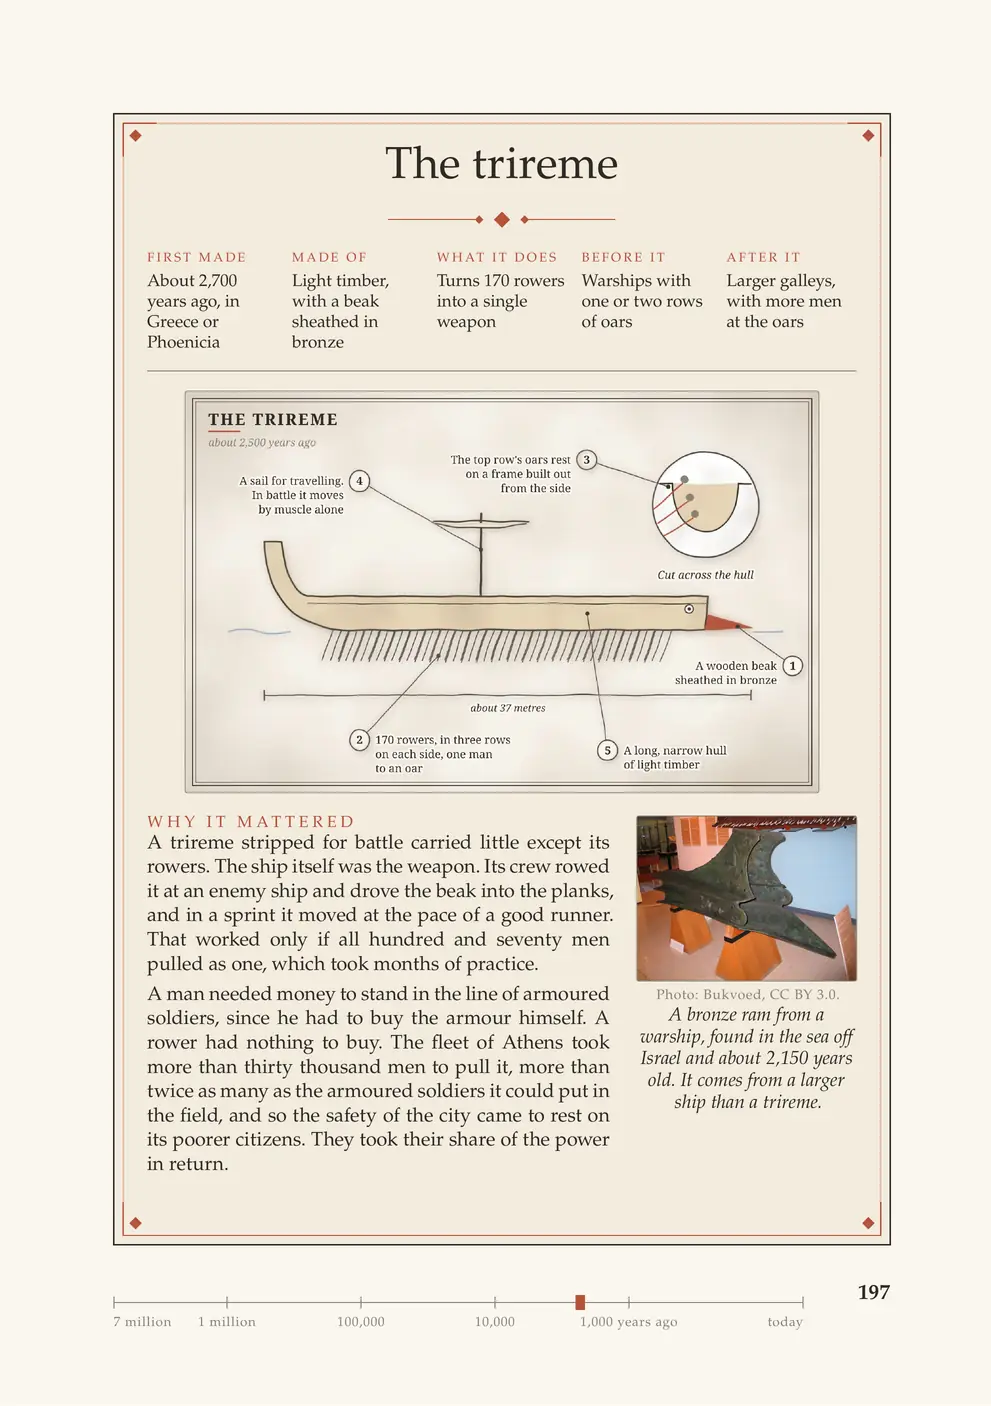 The trireme
FIRST MADE
About 2,700
years ago, in
Greece or
Phoenicia
MADE OF
Light timber,
with a beak
sheathed in
bronze
WHAT IT DOES
Turns 170 rowers
into a single
weapon
BEFORE IT
Warships with
one or two rows
of oars
AFTER IT
Larger galleys,
with more men
at the oars
THE TRIREME
about 2,500 years ago
A sail for travelling.
In battle it moves
by muscle alone
4
The top row's oars rest
on a frame built out
from the side
3
Cut across the hull
A wooden beak
sheathed in bronze
1
about 37 metres
2
170 rowers, in three rows
on each side, one man
to an oar
5
A long, narrow hull
of light timber
WHY IT MATTERED
A trireme stripped for battle carried little except its
rowers. The ship itself was the weapon. Its crew rowed
it at an enemy ship and drove the beak into the planks,
and in a sprint it moved at the pace of a good runner.
That worked only if all hundred and seventy men
pulled as one, which took months of practice.
A man needed money to stand in the line of armoured
soldiers, since he had to buy the armour himself. A
rower had nothing to buy. The fleet of Athens took
more than thirty thousand men to pull it, more than
twice as many as the armoured soldiers it could put in
the field, and so the safety of the city came to rest on
its poorer citizens. They took their share of the power
in return.
Photo: Bukvoed, CC BY 3.0.
A bronze ram from a
warship, found in the sea off
Israel and about 2,150 years
old. It comes from a larger
ship than a trireme.
197
7 million
1 million
100,000
10,000
1,000 years ago
today